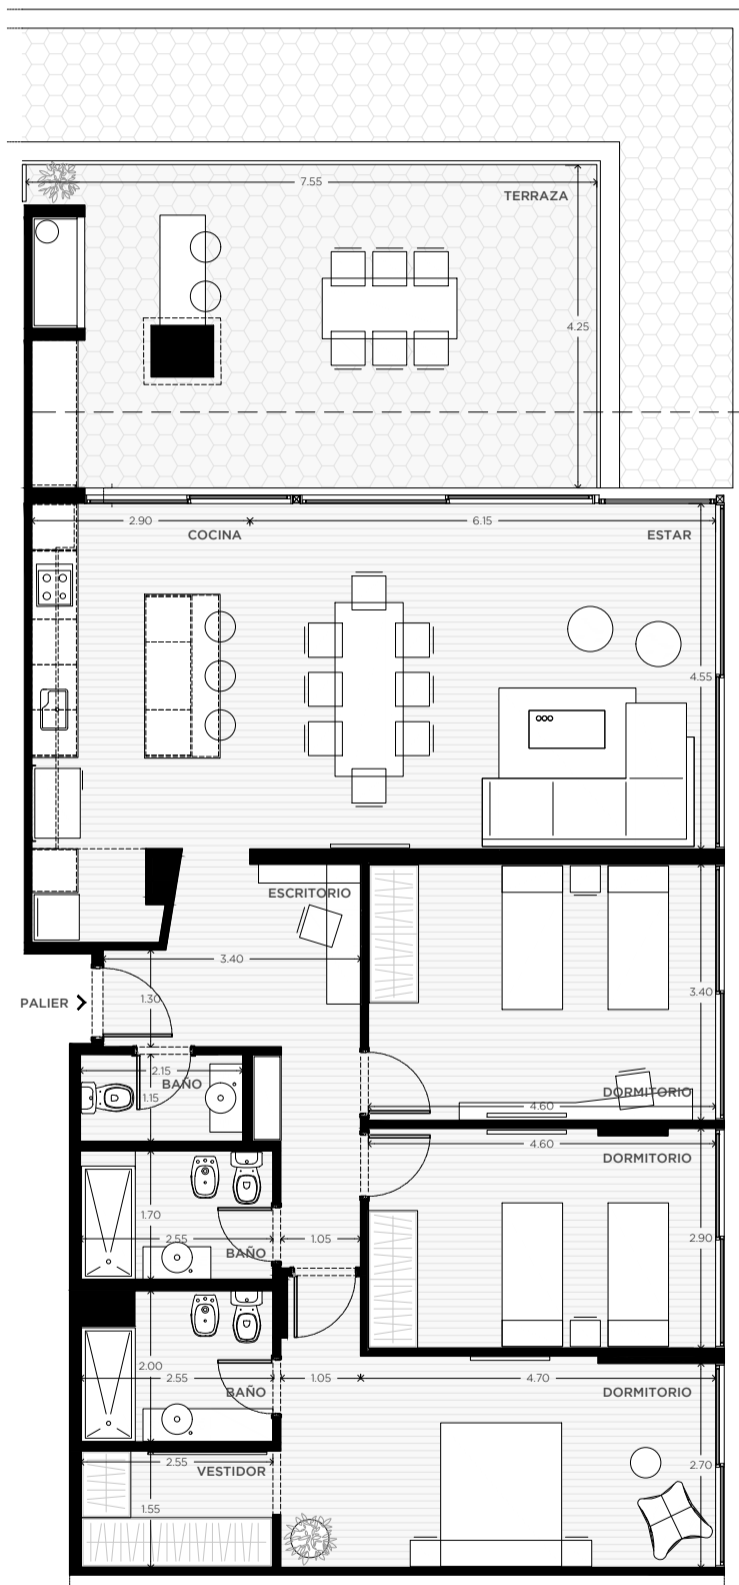 7.55
TERRAZA
4.25
2.90
6.15
COCINA
ESTAR
4.55
ESCRITORIO
3.40
PALIER
1.30
3.40
2.15
BAÑO
1.15
DORMITORIO
4.60
4.60
DORMITORIO
1.70
2.55
1.05
BAÑO
2.90
2.00
2.55
1.05
4.70
BAÑO
DORMITORIO
2.55
VESTIDOR
2.70
1.55